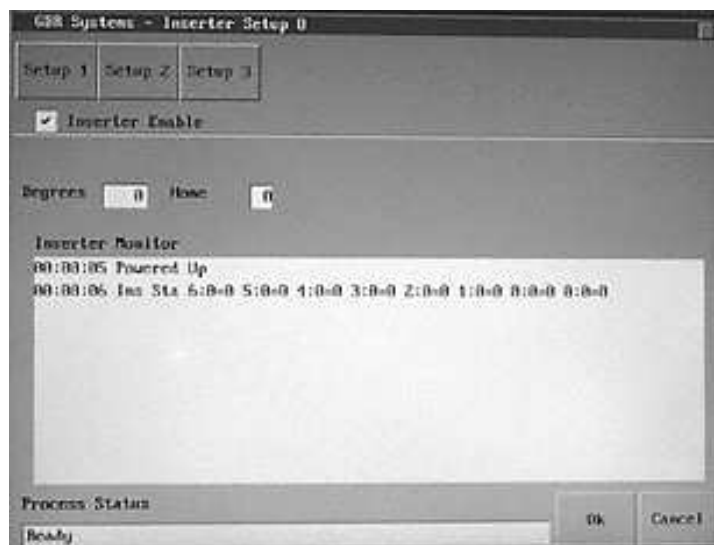 GBR Systems - Inserter Setup 0
Setup 1 Setup 2 Setup 3
Inserter Enable
Degrees 0 Home 0
Inserter Monitor
00:00:05 Powered Up
00:00:06 Ins Sta 6:0=0 5:0=0 4:0=0 3:0=0 2:0=0 1:0=0 0:0=0 0:0=0
Process Status
Ready
Ok Cancel